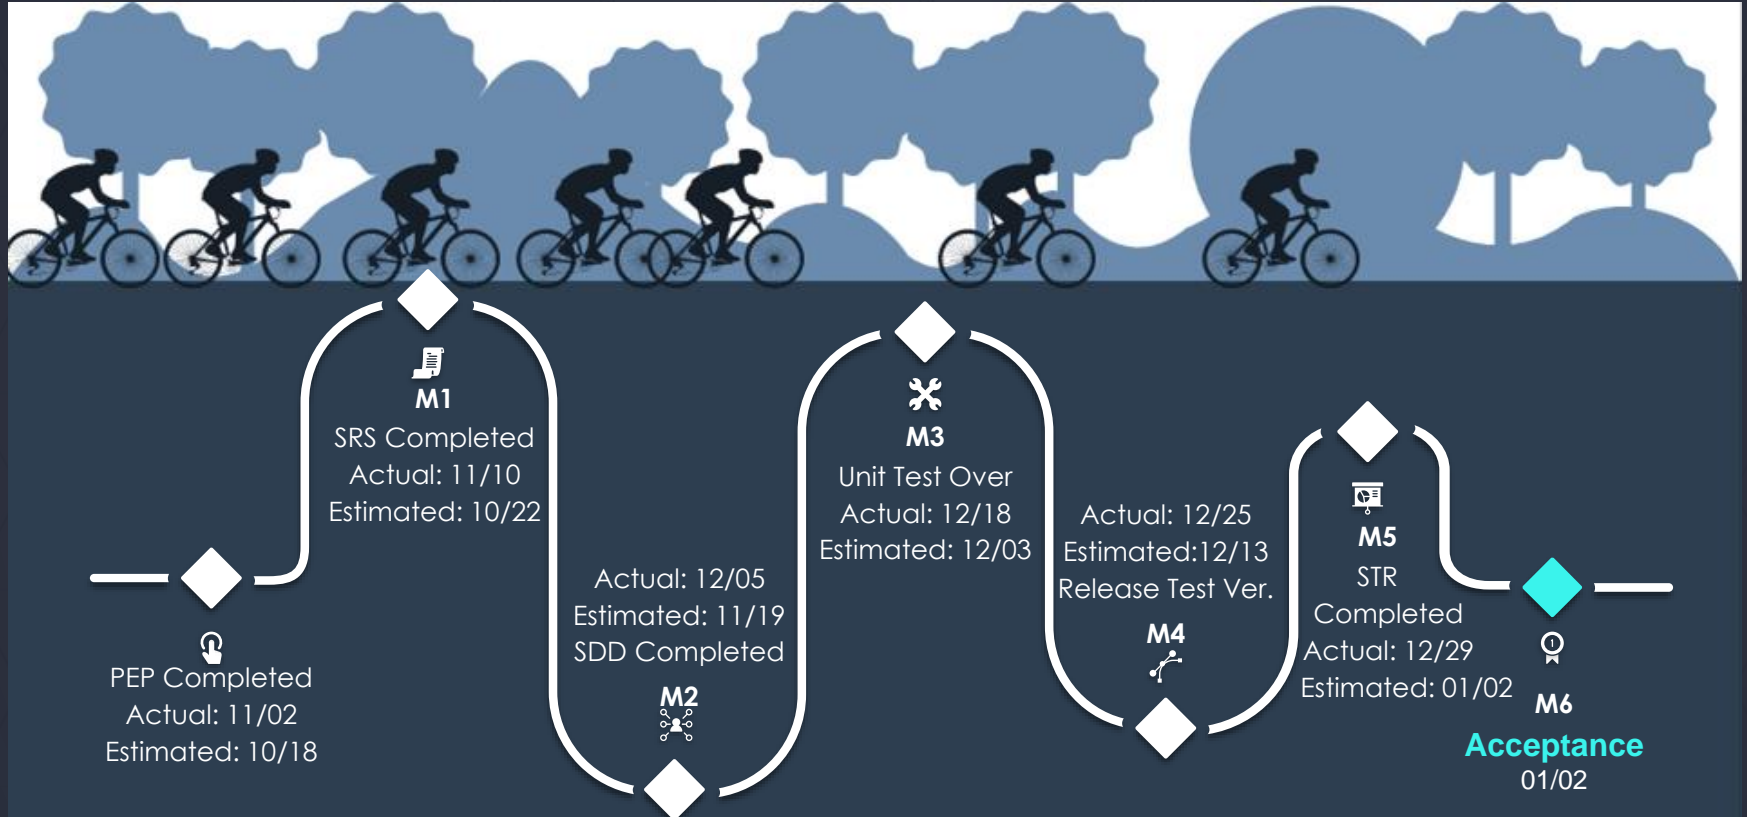 PEP Completed
Actual: 11/02
Estimated: 10/18
M1
SRS Completed
Actual: 11/10
Estimated: 10/22
Actual: 12/05
Estimated: 11/19
SDD Completed
M2
M3
Unit Test Over
Actual: 12/18
Estimated: 12/03
Actual: 12/25
Estimated:12/13
Release Test Ver.
M4
M5
STR
Completed
Actual: 12/29
Estimated: 01/02
1
M6
Acceptance
01/02